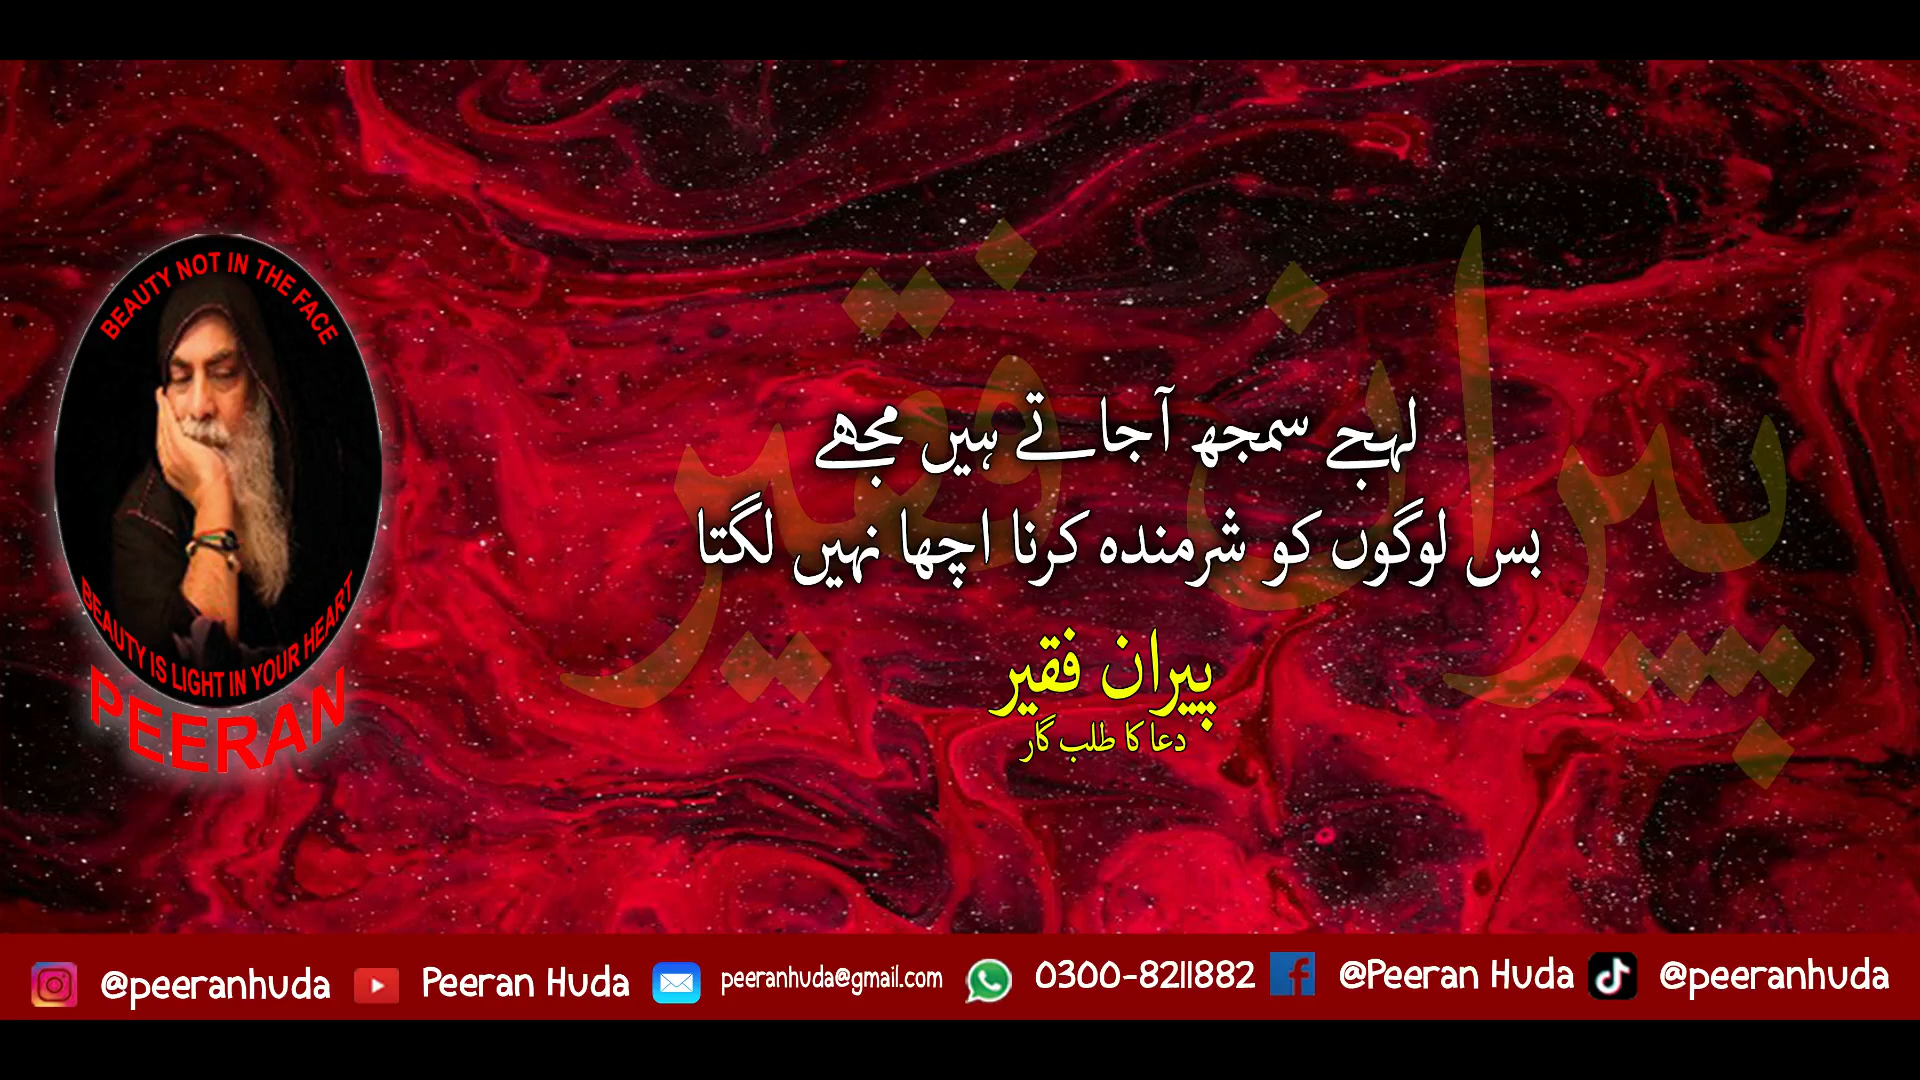 BEAUTY NOT IN THE FACE
BEAUTY IS LIGHT IN YOUR HEART
PEERAN
پیران فقیر
لہجے سمجھ آجاتے ہیں مجھے
بس لوگوں کو شرمندہ کرنا اچھا نہیں لگتا
پیران فقیر
دعا کا طلب گار
@peeranhuda Peeran Huda peeranhuda@gmail.com 0300-8211882 @Peeran Huda @peeranhuda